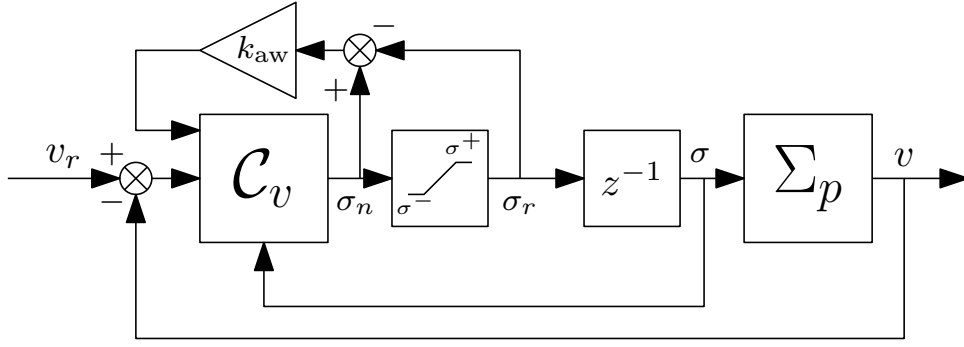 k_aw
−
+
v_r
+
−
𝒞_v
σ_n
σ^+
σ^−
σ_r
z^{−1}
σ
Σ_p
v